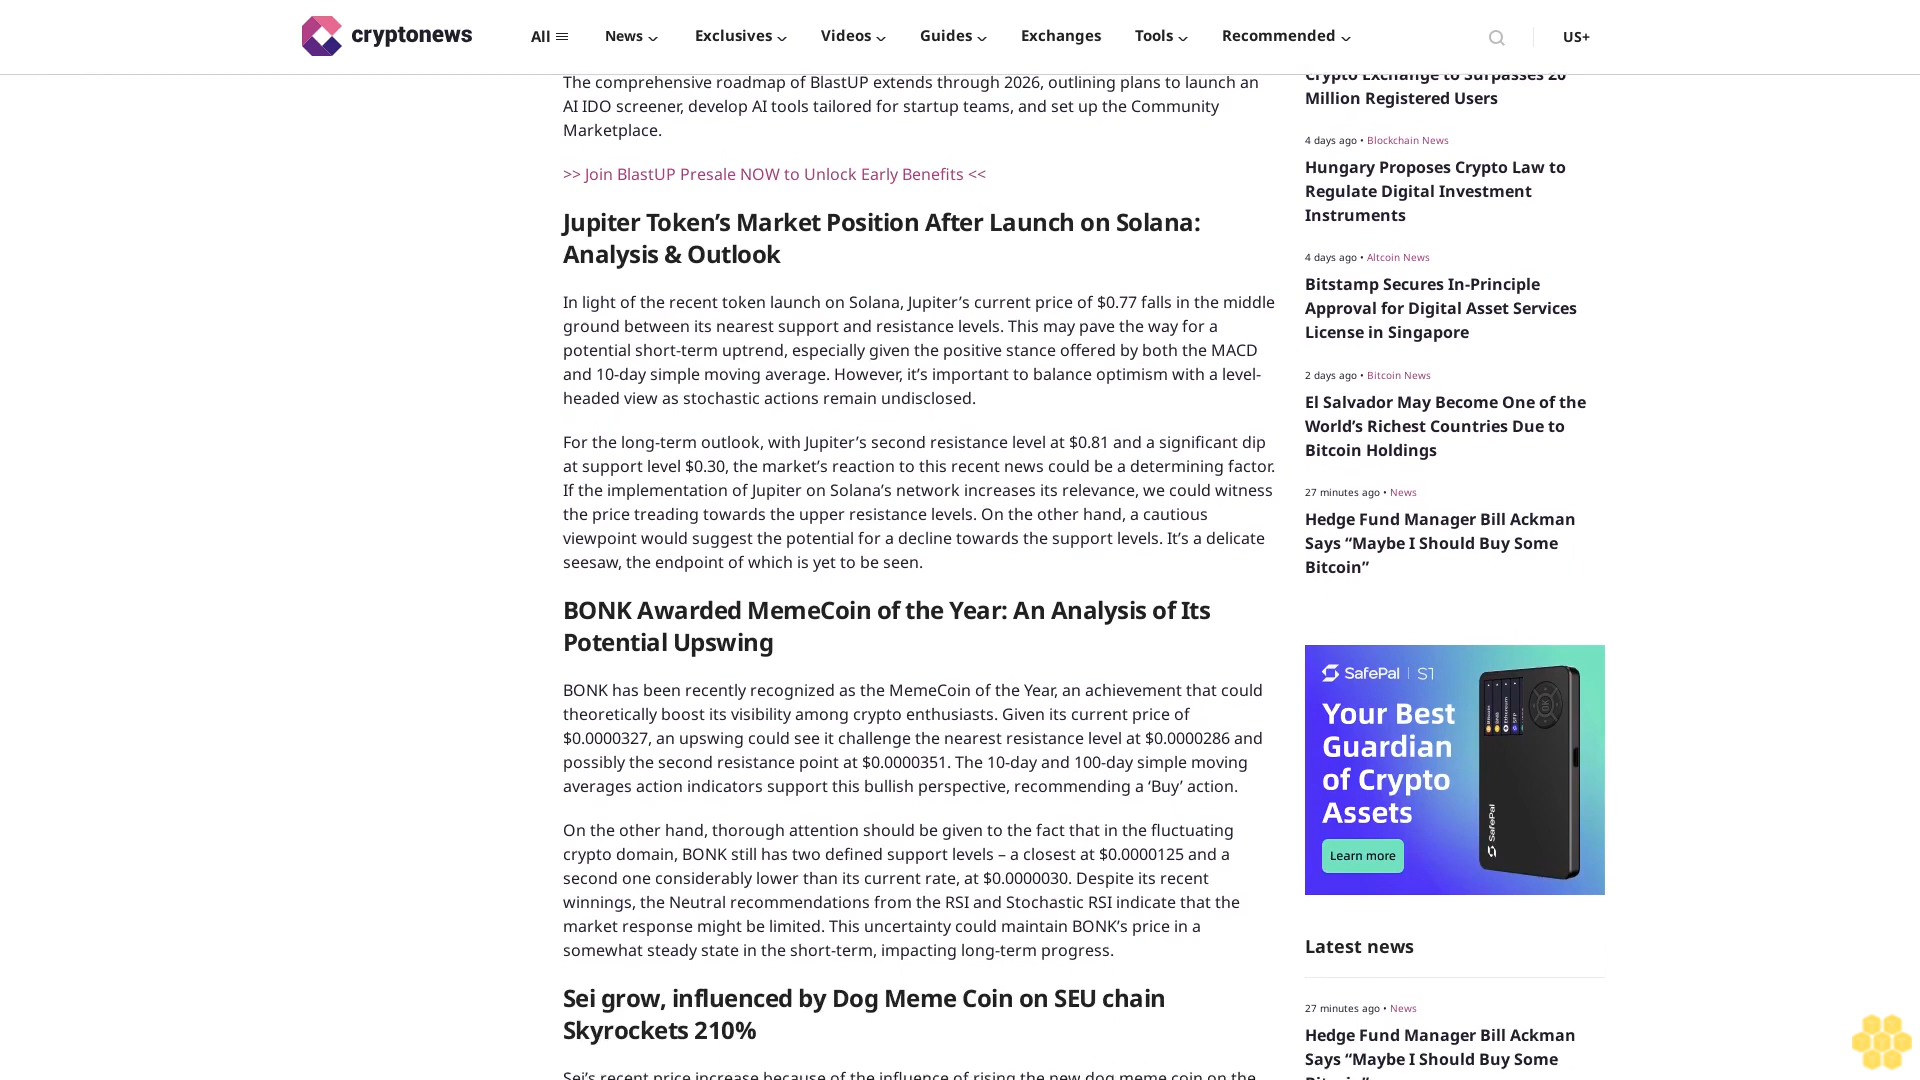 cryptonews
All
News
Exclusives
Videos
Guides
Exchanges
Tools
Recommended
US+
The comprehensive roadmap of BlastUP extends through 2026, outlining plans to launch an
AI IDO screener, develop AI tools tailored for startup teams, and set up the Community
Marketplace.
>> Join BlastUP Presale NOW to Unlock Early Benefits <<
Jupiter Token’s Market Position After Launch on Solana:
Analysis & Outlook
In light of the recent token launch on Solana, Jupiter’s current price of $0.77 falls in the middle
ground between its nearest support and resistance levels. This may pave the way for a
potential short-term uptrend, especially given the positive stance offered by both the MACD
and 10-day simple moving average. However, it’s important to balance optimism with a level-
headed view as stochastic actions remain undisclosed.
For the long-term outlook, with Jupiter’s second resistance level at $0.81 and a significant dip
at support level $0.30, the market’s reaction to this recent news could be a determining factor.
If the implementation of Jupiter on Solana’s network increases its relevance, we could witness
the price treading towards the upper resistance levels. On the other hand, a cautious
viewpoint would suggest the potential for a decline towards the support levels. It’s a delicate
seesaw, the endpoint of which is yet to be seen.
BONK Awarded MemeCoin of the Year: An Analysis of Its
Potential Upswing
BONK has been recently recognized as the MemeCoin of the Year, an achievement that could
theoretically boost its visibility among crypto enthusiasts. Given its current price of
$0.0000327, an upswing could see it challenge the nearest resistance level at $0.0000286 and
possibly the second resistance point at $0.0000351. The 10-day and 100-day simple moving
averages action indicators support this bullish perspective, recommending a ‘Buy’ action.
On the other hand, thorough attention should be given to the fact that in the fluctuating
crypto domain, BONK still has two defined support levels – a closest at $0.0000125 and a
second one considerably lower than its current rate, at $0.0000030. Despite its recent
winnings, the Neutral recommendations from the RSI and Stochastic RSI indicate that the
market response might be limited. This uncertainty could maintain BONK’s price in a
somewhat steady state in the short-term, impacting long-term progress.
Sei grow, influenced by Dog Meme Coin on SEU chain
Skyrockets 210%
Sei’s recent price increase because of the influence of rising the new dog meme coin on the
Crypto Exchange to Surpasses 20
Million Registered Users
4 days ago • Blockchain News
Hungary Proposes Crypto Law to
Regulate Digital Investment
Instruments
4 days ago • Altcoin News
Bitstamp Secures In-Principle
Approval for Digital Asset Services
License in Singapore
2 days ago • Bitcoin News
El Salvador May Become One of the
World’s Richest Countries Due to
Bitcoin Holdings
27 minutes ago • News
Hedge Fund Manager Bill Ackman
Says “Maybe I Should Buy Some
Bitcoin”
SafePal | S1
Your Best
Guardian
of Crypto
Assets
Learn more
SafePal
Latest news
27 minutes ago • News
Hedge Fund Manager Bill Ackman
Says “Maybe I Should Buy Some
Bitcoin”